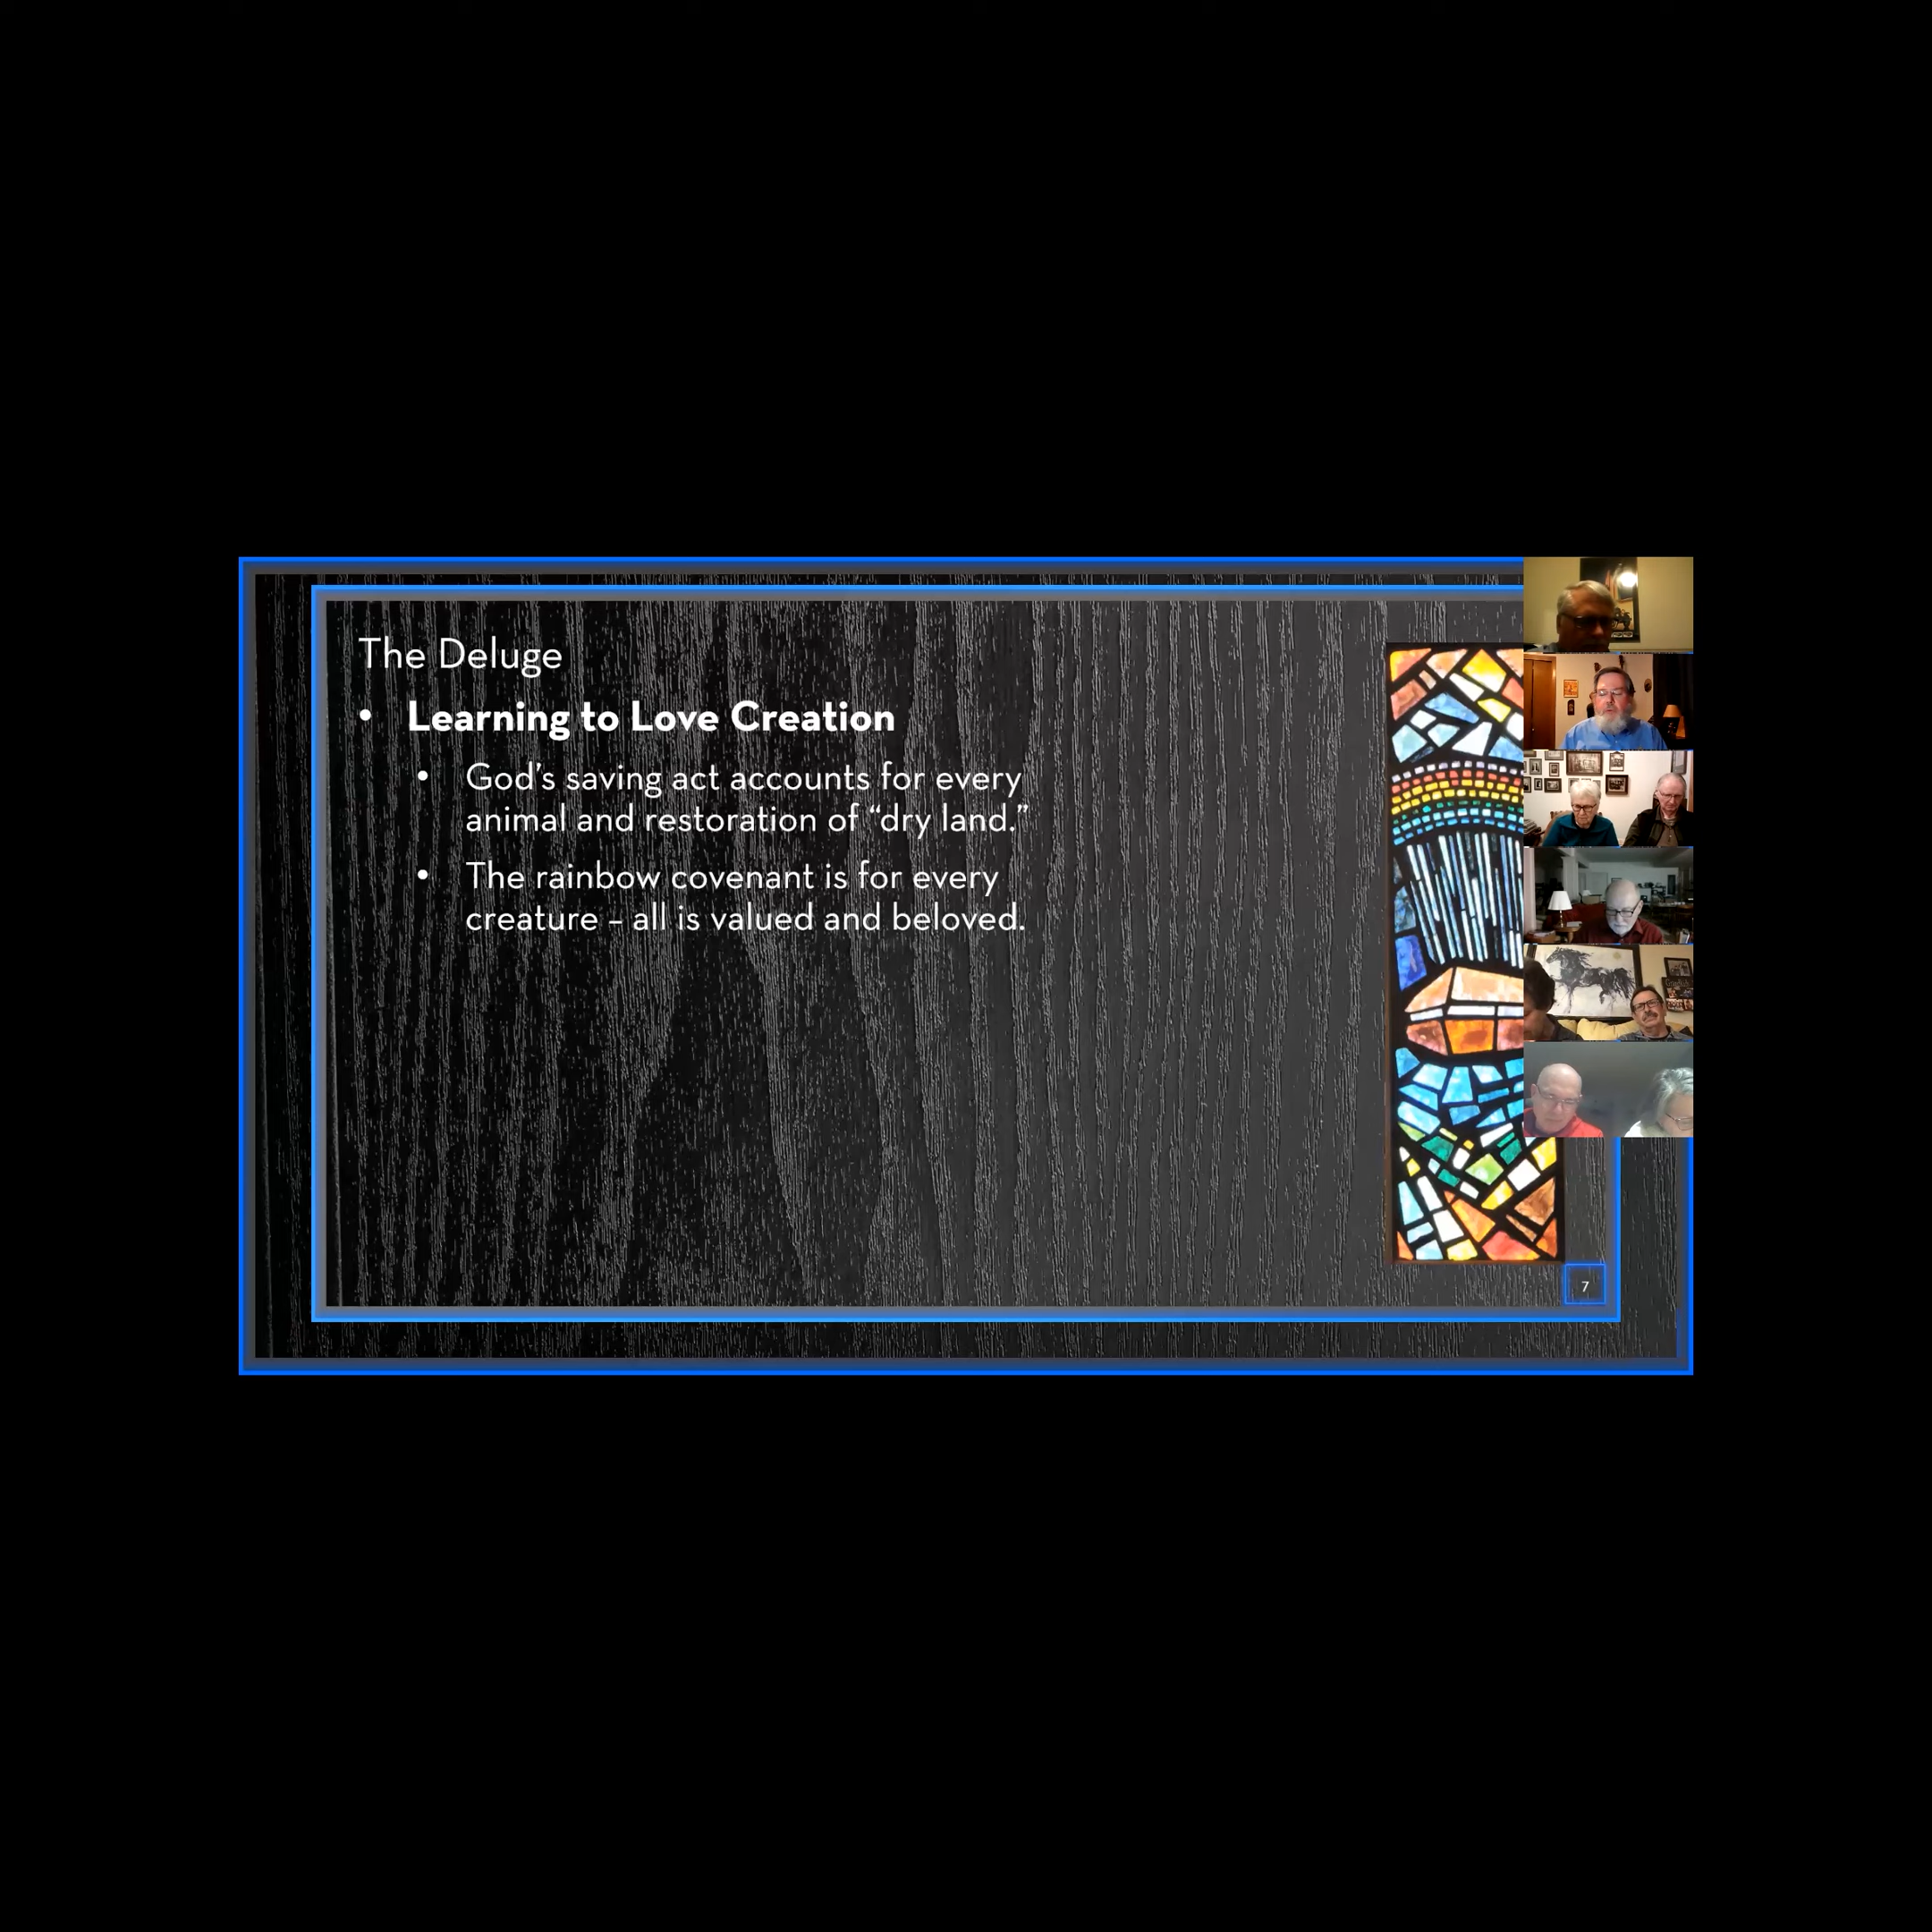 The Deluge
• Learning to Love Creation
• God’s saving act accounts for every
animal and restoration of “dry land.”
• The rainbow covenant is for every
creature – all is valued and beloved.
7